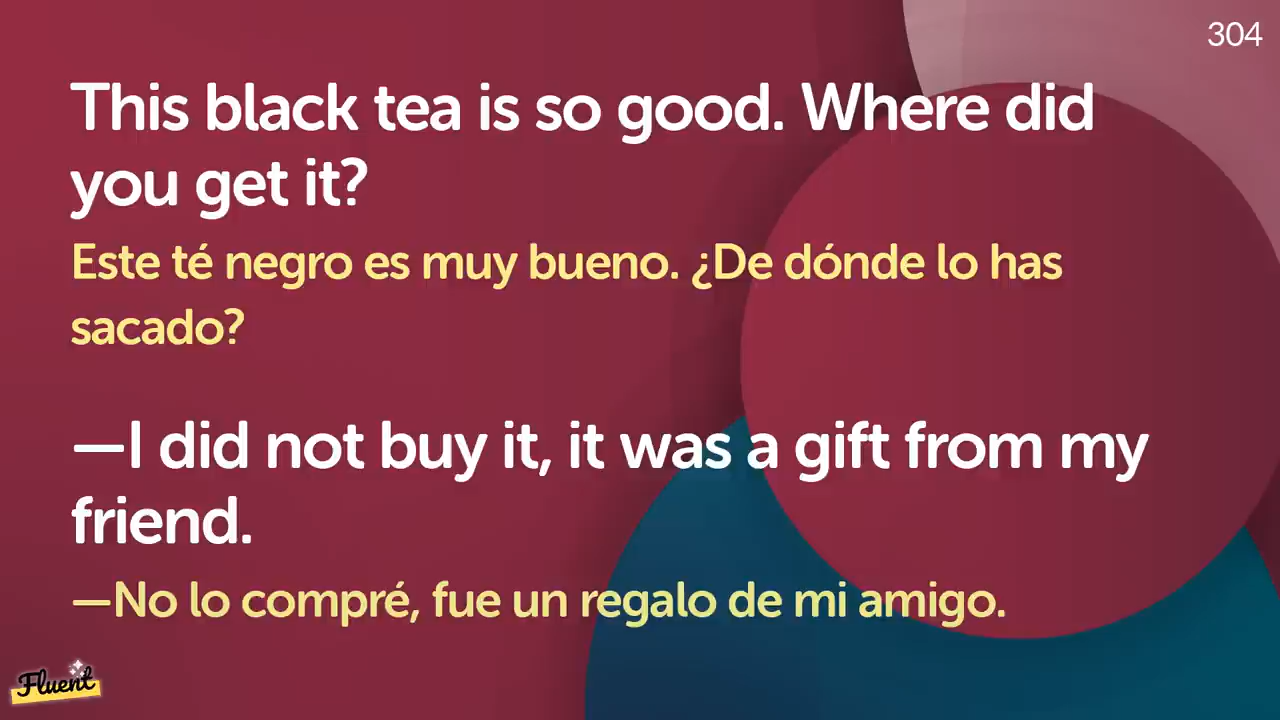 304
This black tea is so good. Where did
you get it?
Este té negro es muy bueno. ¿De dónde lo has
sacado?
—I did not buy it, it was a gift from my
friend.
—No lo compré, fue un regalo de mi amigo.
Fluent